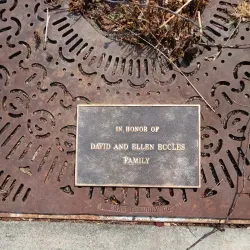 IN HONOR OF
DAVID AND ELLEN ECCLES
FAMILY